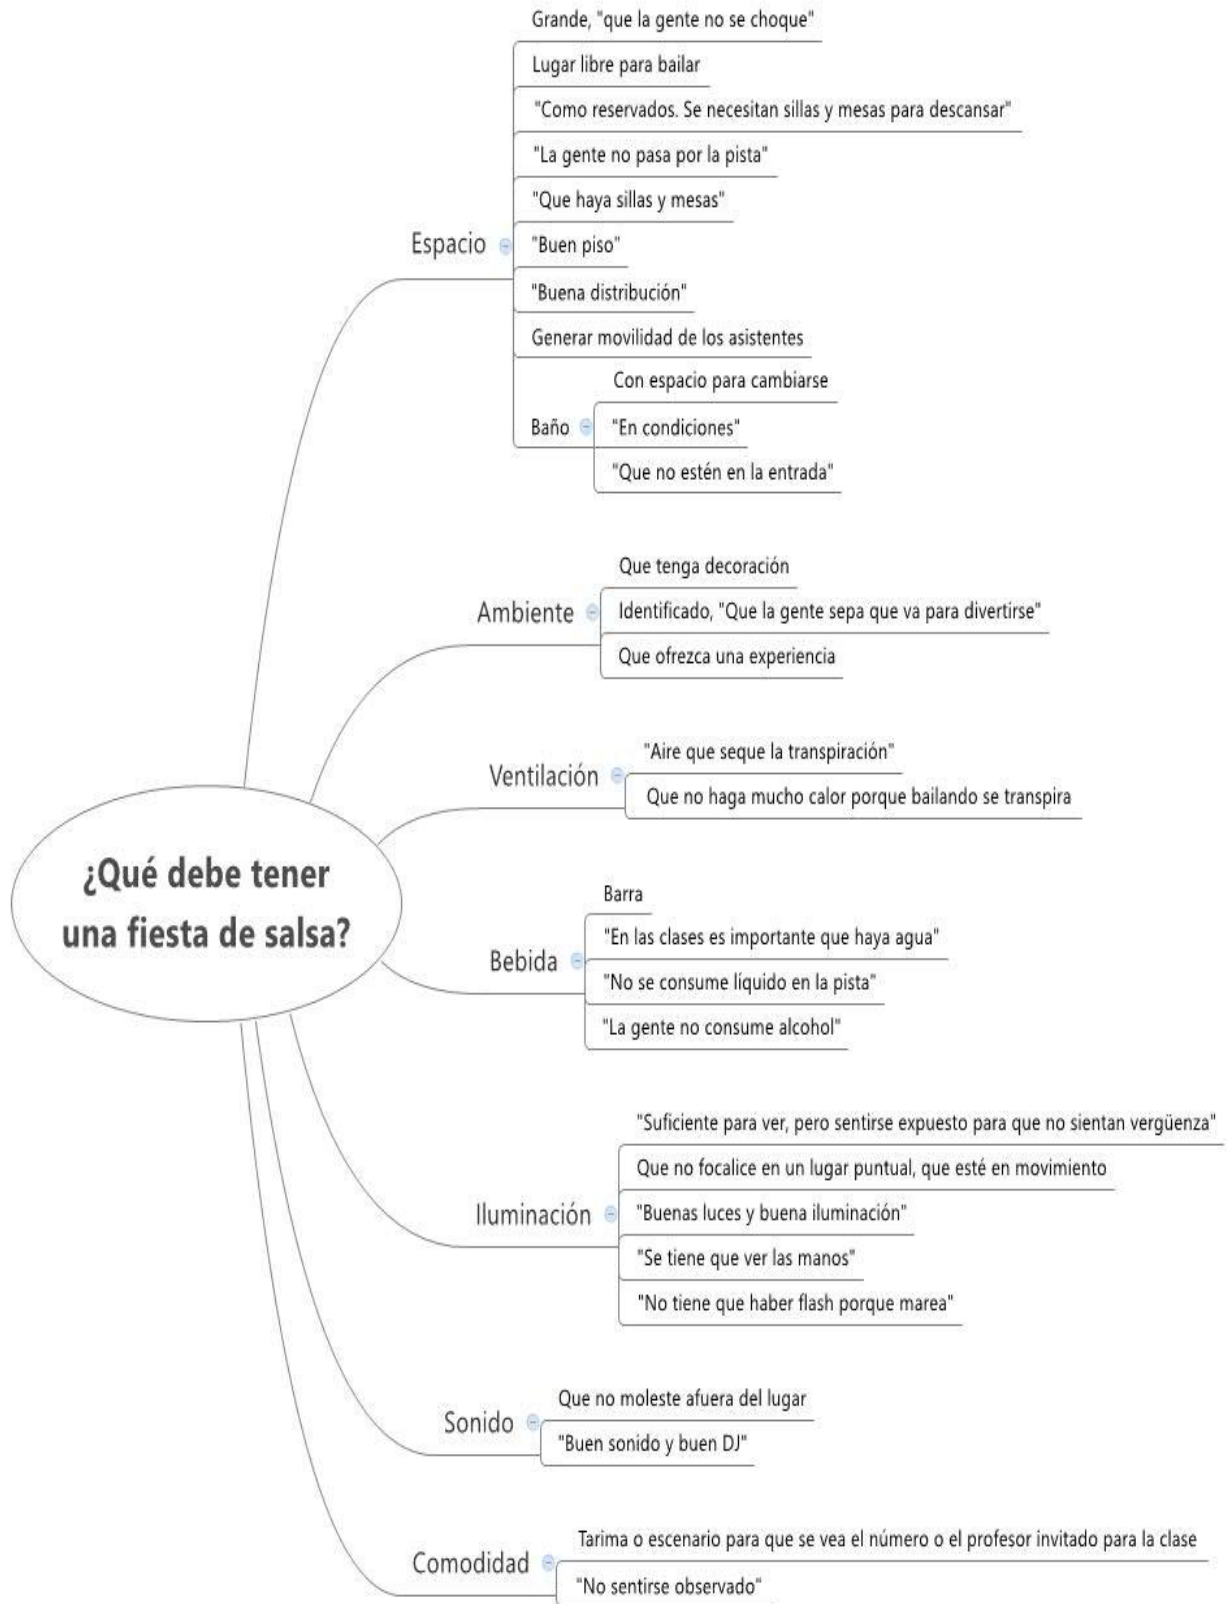 ¿Qué debe tener
una fiesta de salsa?
Espacio
Grande, "que la gente no se choque"
Lugar libre para bailar
"Como reservados. Se necesitan sillas y mesas para descansar"
"La gente no pasa por la pista"
"Que haya sillas y mesas"
"Buen piso"
"Buena distribución"
Generar movilidad de los asistentes
Baño
Con espacio para cambiarse
"En condiciones"
"Que no estén en la entrada"
Ambiente
Que tenga decoración
Identificado, "Que la gente sepa que va para divertirse"
Que ofrezca una experiencia
Ventilación
"Aire que seque la transpiración"
Que no haga mucho calor porque bailando se transpira
Bebida
Barra
"En las clases es importante que haya agua"
"No se consume líquido en la pista"
"La gente no consume alcohol"
Iluminación
"Suficiente para ver, pero sentirse expuesto para que no sientan vergüenza"
Que no focalice en un lugar puntual, que esté en movimiento
"Buenas luces y buena iluminación"
"Se tiene que ver las manos"
"No tiene que haber flash porque marea"
Sonido
Que no moleste afuera del lugar
"Buen sonido y buen DJ"
Comodidad
Tarima o escenario para que se vea el número o el profesor invitado para la clase
"No sentirse observado"